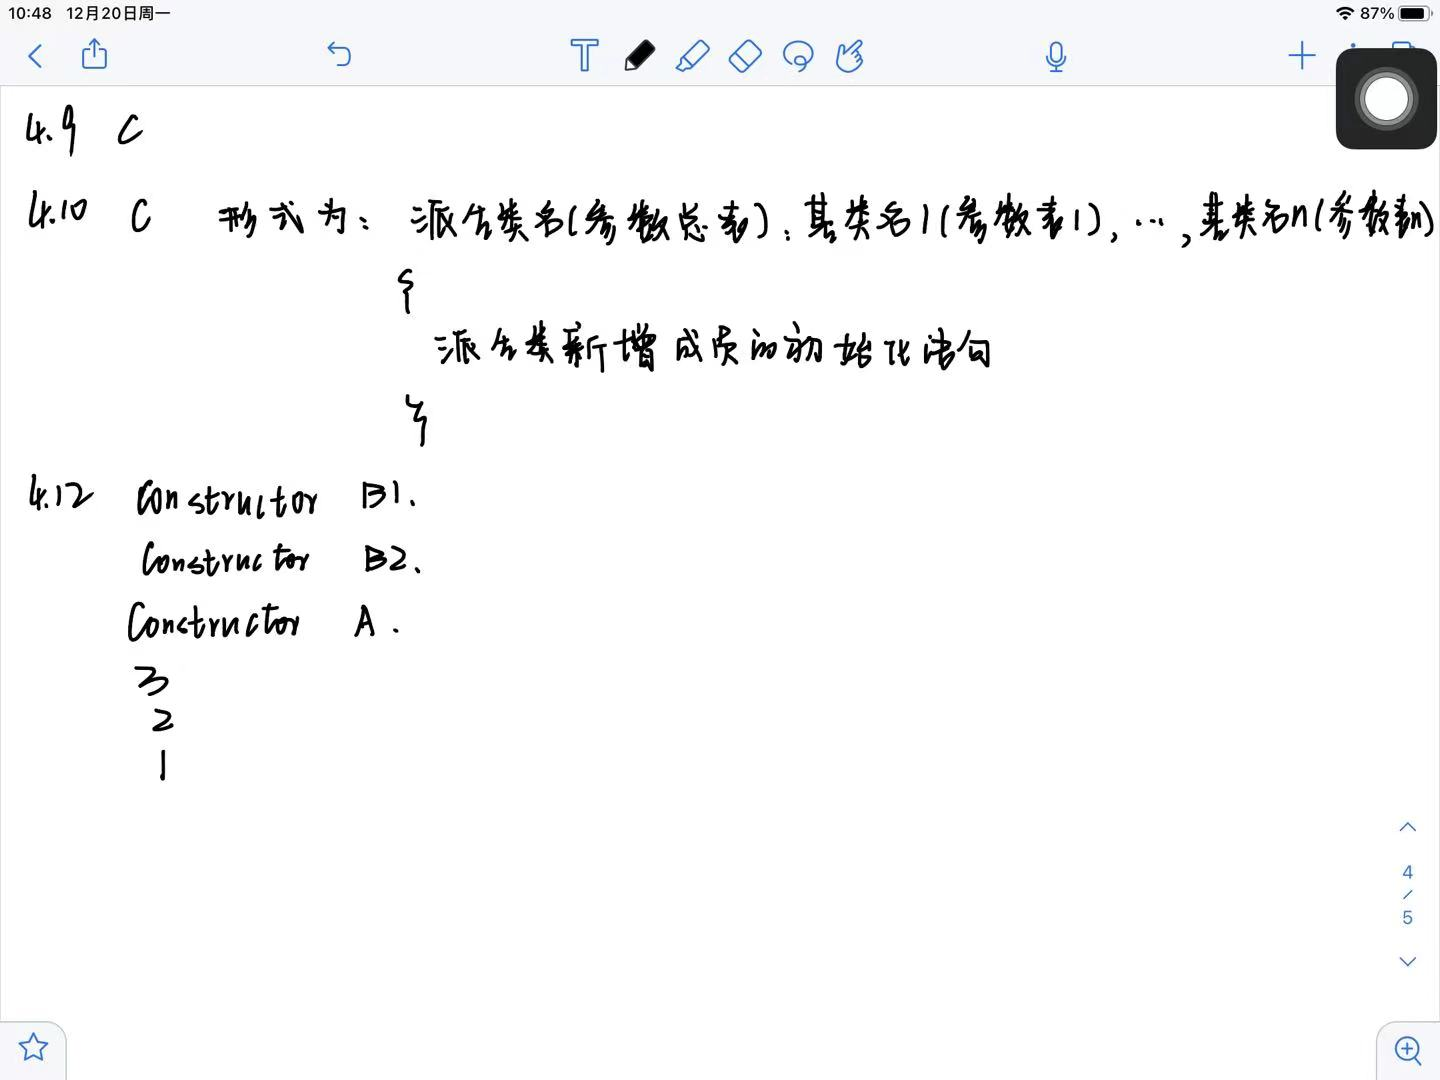 10:48 12月20日周一
87%
4.9 C
4.10 C 形式为：派生类名(参数总表)：基类名1(参数表1), …, 基类名n(参数表n)
{
派生类新增成员的初始化语句
}
4.12 Constructor B1.
Constructor B2.
Constructor A.
3
2
1
4
/
5